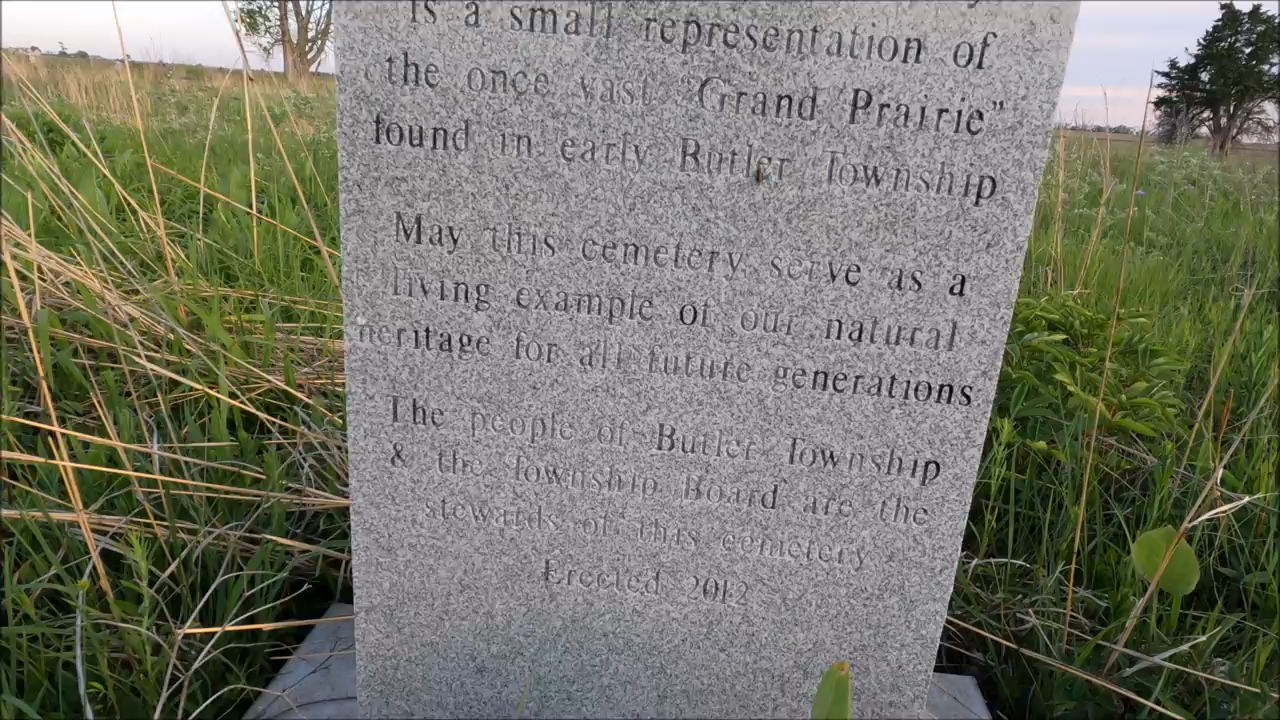 is a small representation of
the once vast "Grand Prairie"
found in early Butler Township
May this cemetery serve as a
living example of our natural
heritage for all future generations
The people of Butler Township
& the Township Board are the
stewards of this cemetery
Erected 2012